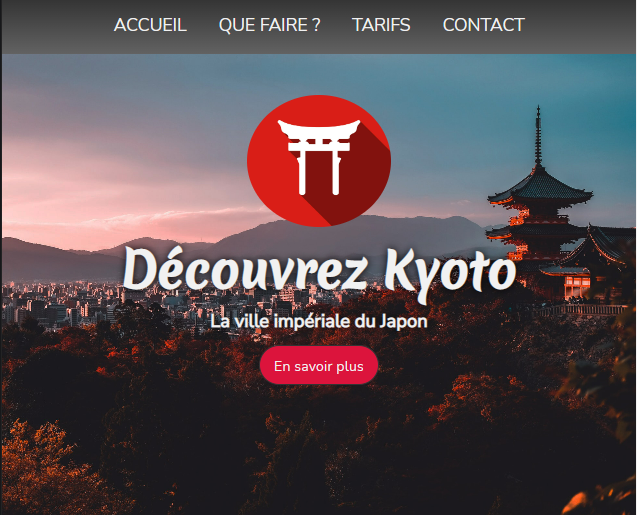 ACCUEIL QUE FAIRE ? TARIFS CONTACT
Découvrez Kyoto
La ville impériale du Japon
En savoir plus